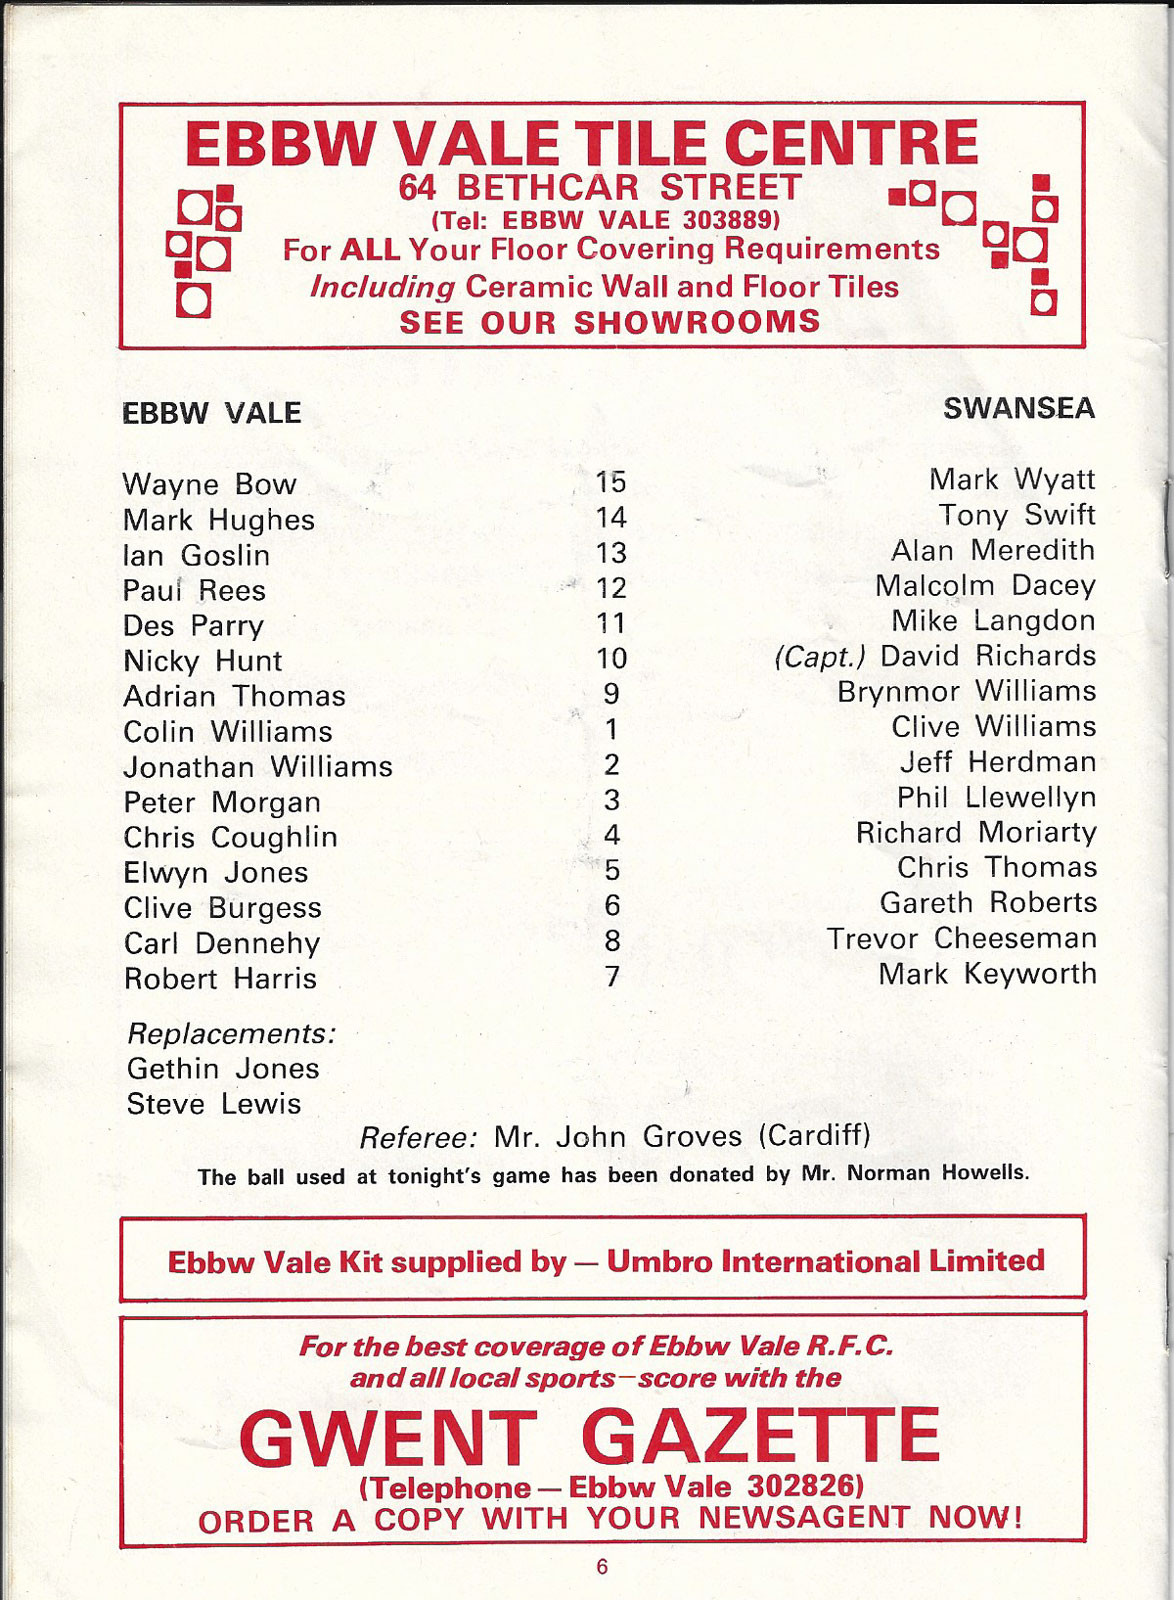 EBBW VALE TILE CENTRE
64 BETHCAR STREET
(Tel: EBBW VALE 303889)
For ALL Your Floor Covering Requirements
Including Ceramic Wall and Floor Tiles
SEE OUR SHOWROOMS
EBBW VALE SWANSEA
Wayne Bow 15 Mark Wyatt
Mark Hughes 14 Tony Swift
Ian Goslin 13 Alan Meredith
Paul Rees 12 Malcolm Dacey
Des Parry 11 Mike Langdon
Nicky Hunt 10 (Capt.) David Richards
Adrian Thomas 9 Brynmor Williams
Colin Williams 1 Clive Williams
Jonathan Williams 2 Jeff Herdman
Peter Morgan 3 Phil Llewellyn
Chris Coughlin 4 Richard Moriarty
Elwyn Jones 5 Chris Thomas
Clive Burgess 6 Gareth Roberts
Carl Dennehy 8 Trevor Cheeseman
Robert Harris 7 Mark Keyworth
Replacements:
Gethin Jones
Steve Lewis
Referee: Mr. John Groves (Cardiff)
The ball used at tonight's game has been donated by Mr. Norman Howells.
Ebbw Vale Kit supplied by — Umbro International Limited
For the best coverage of Ebbw Vale R.F.C.
and all local sports—score with the
GWENT GAZETTE
(Telephone — Ebbw Vale 302826)
ORDER A COPY WITH YOUR NEWSAGENT NOW!
6